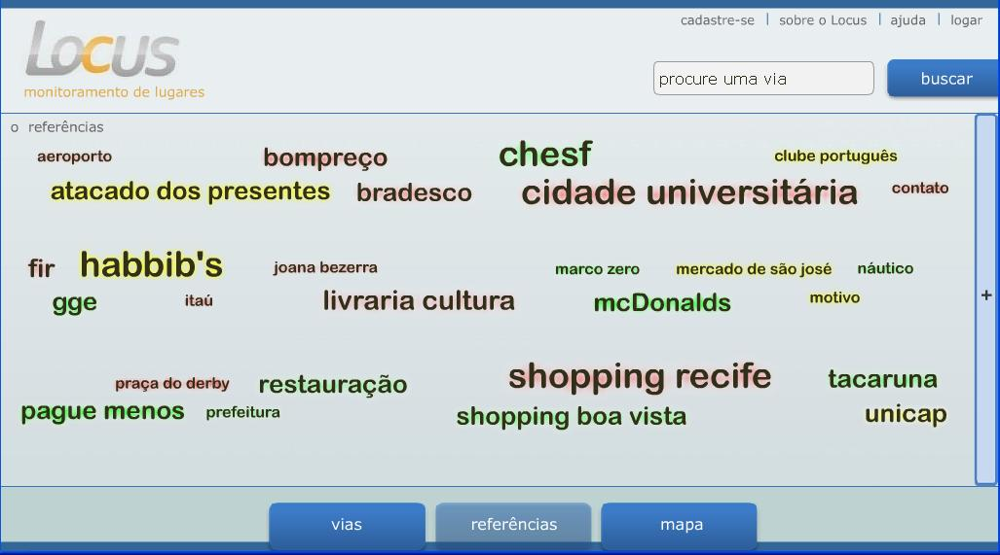 cadastre-se | sobre o Locus | ajuda | logar
Locus
monitoramento de lugares
procure uma via
buscar
o referências
aeroporto bompreço chesf clube português
atacado dos presentes bradesco cidade universitária contato
fir habbib's joana bezerra marco zero mercado de são josé náutico
gge itaú livraria cultura mcDonalds motivo
+
praça do derby restauração shopping recife tacaruna
pague menos prefeitura shopping boa vista unicap
vias referências mapa